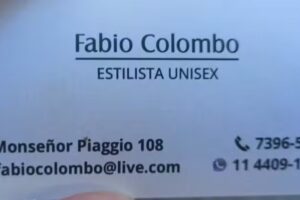 Fabio Colombo
ESTILISTA UNISEX
Monseñor Piaggio 108
7396-5
fabiocolombo@live.com
11 4409-1